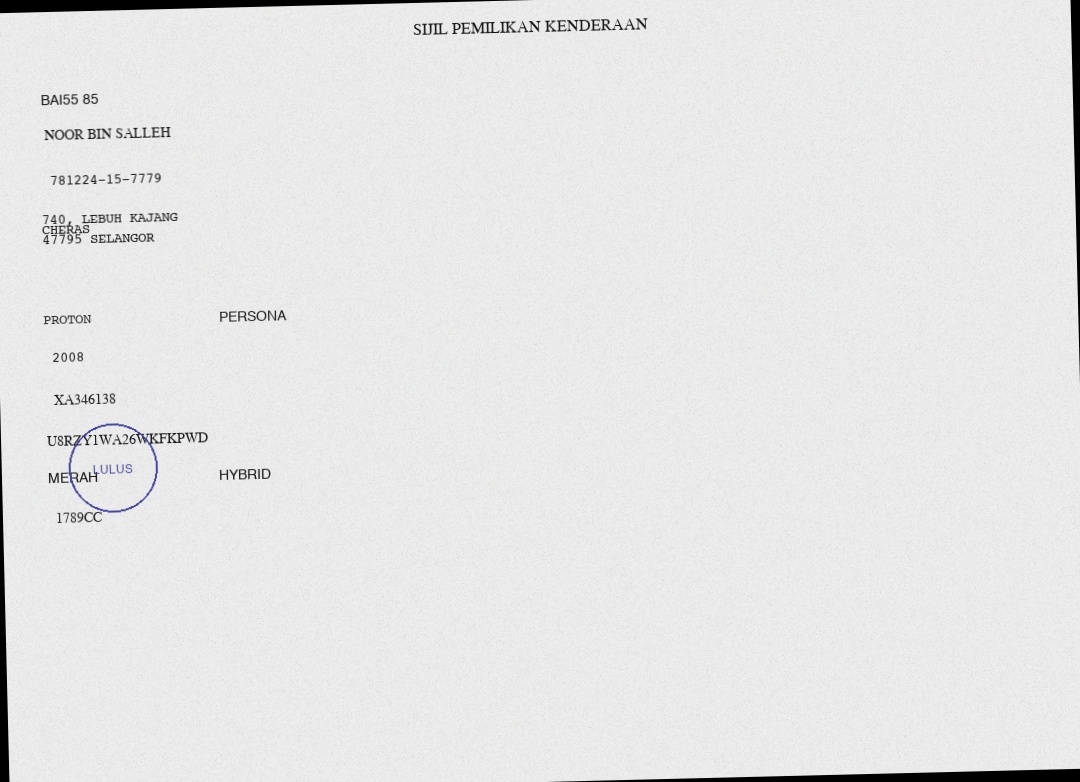 SIJIL PEMILIKAN KENDERAAN
BAI55 85
NOOR BIN SALLEH
781224-15-7779
740, LEBUH KAJANG
CHERAS
47795 SELANGOR
PROTON PERSONA
2008
XA346138
U8RZY1WA26WKFKPWD
LULUS
MERAH HYBRID
1789CC